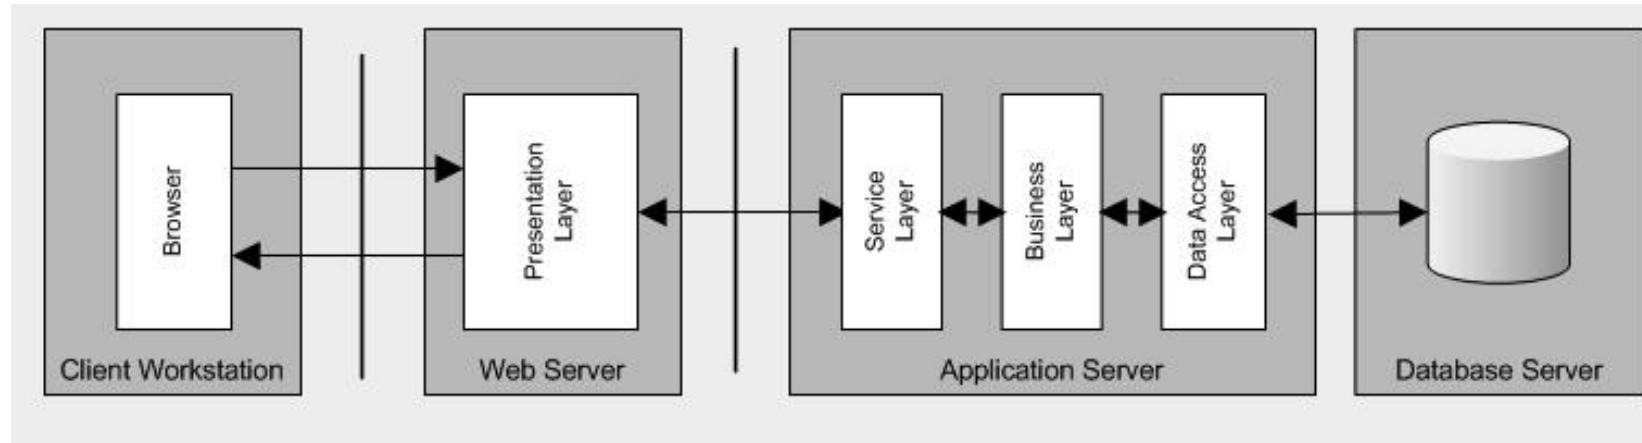 Browser
Client Workstation
Presentation
Layer
Web Server
Service
Layer
Business
Layer
Data Access
Layer
Application Server
Database Server